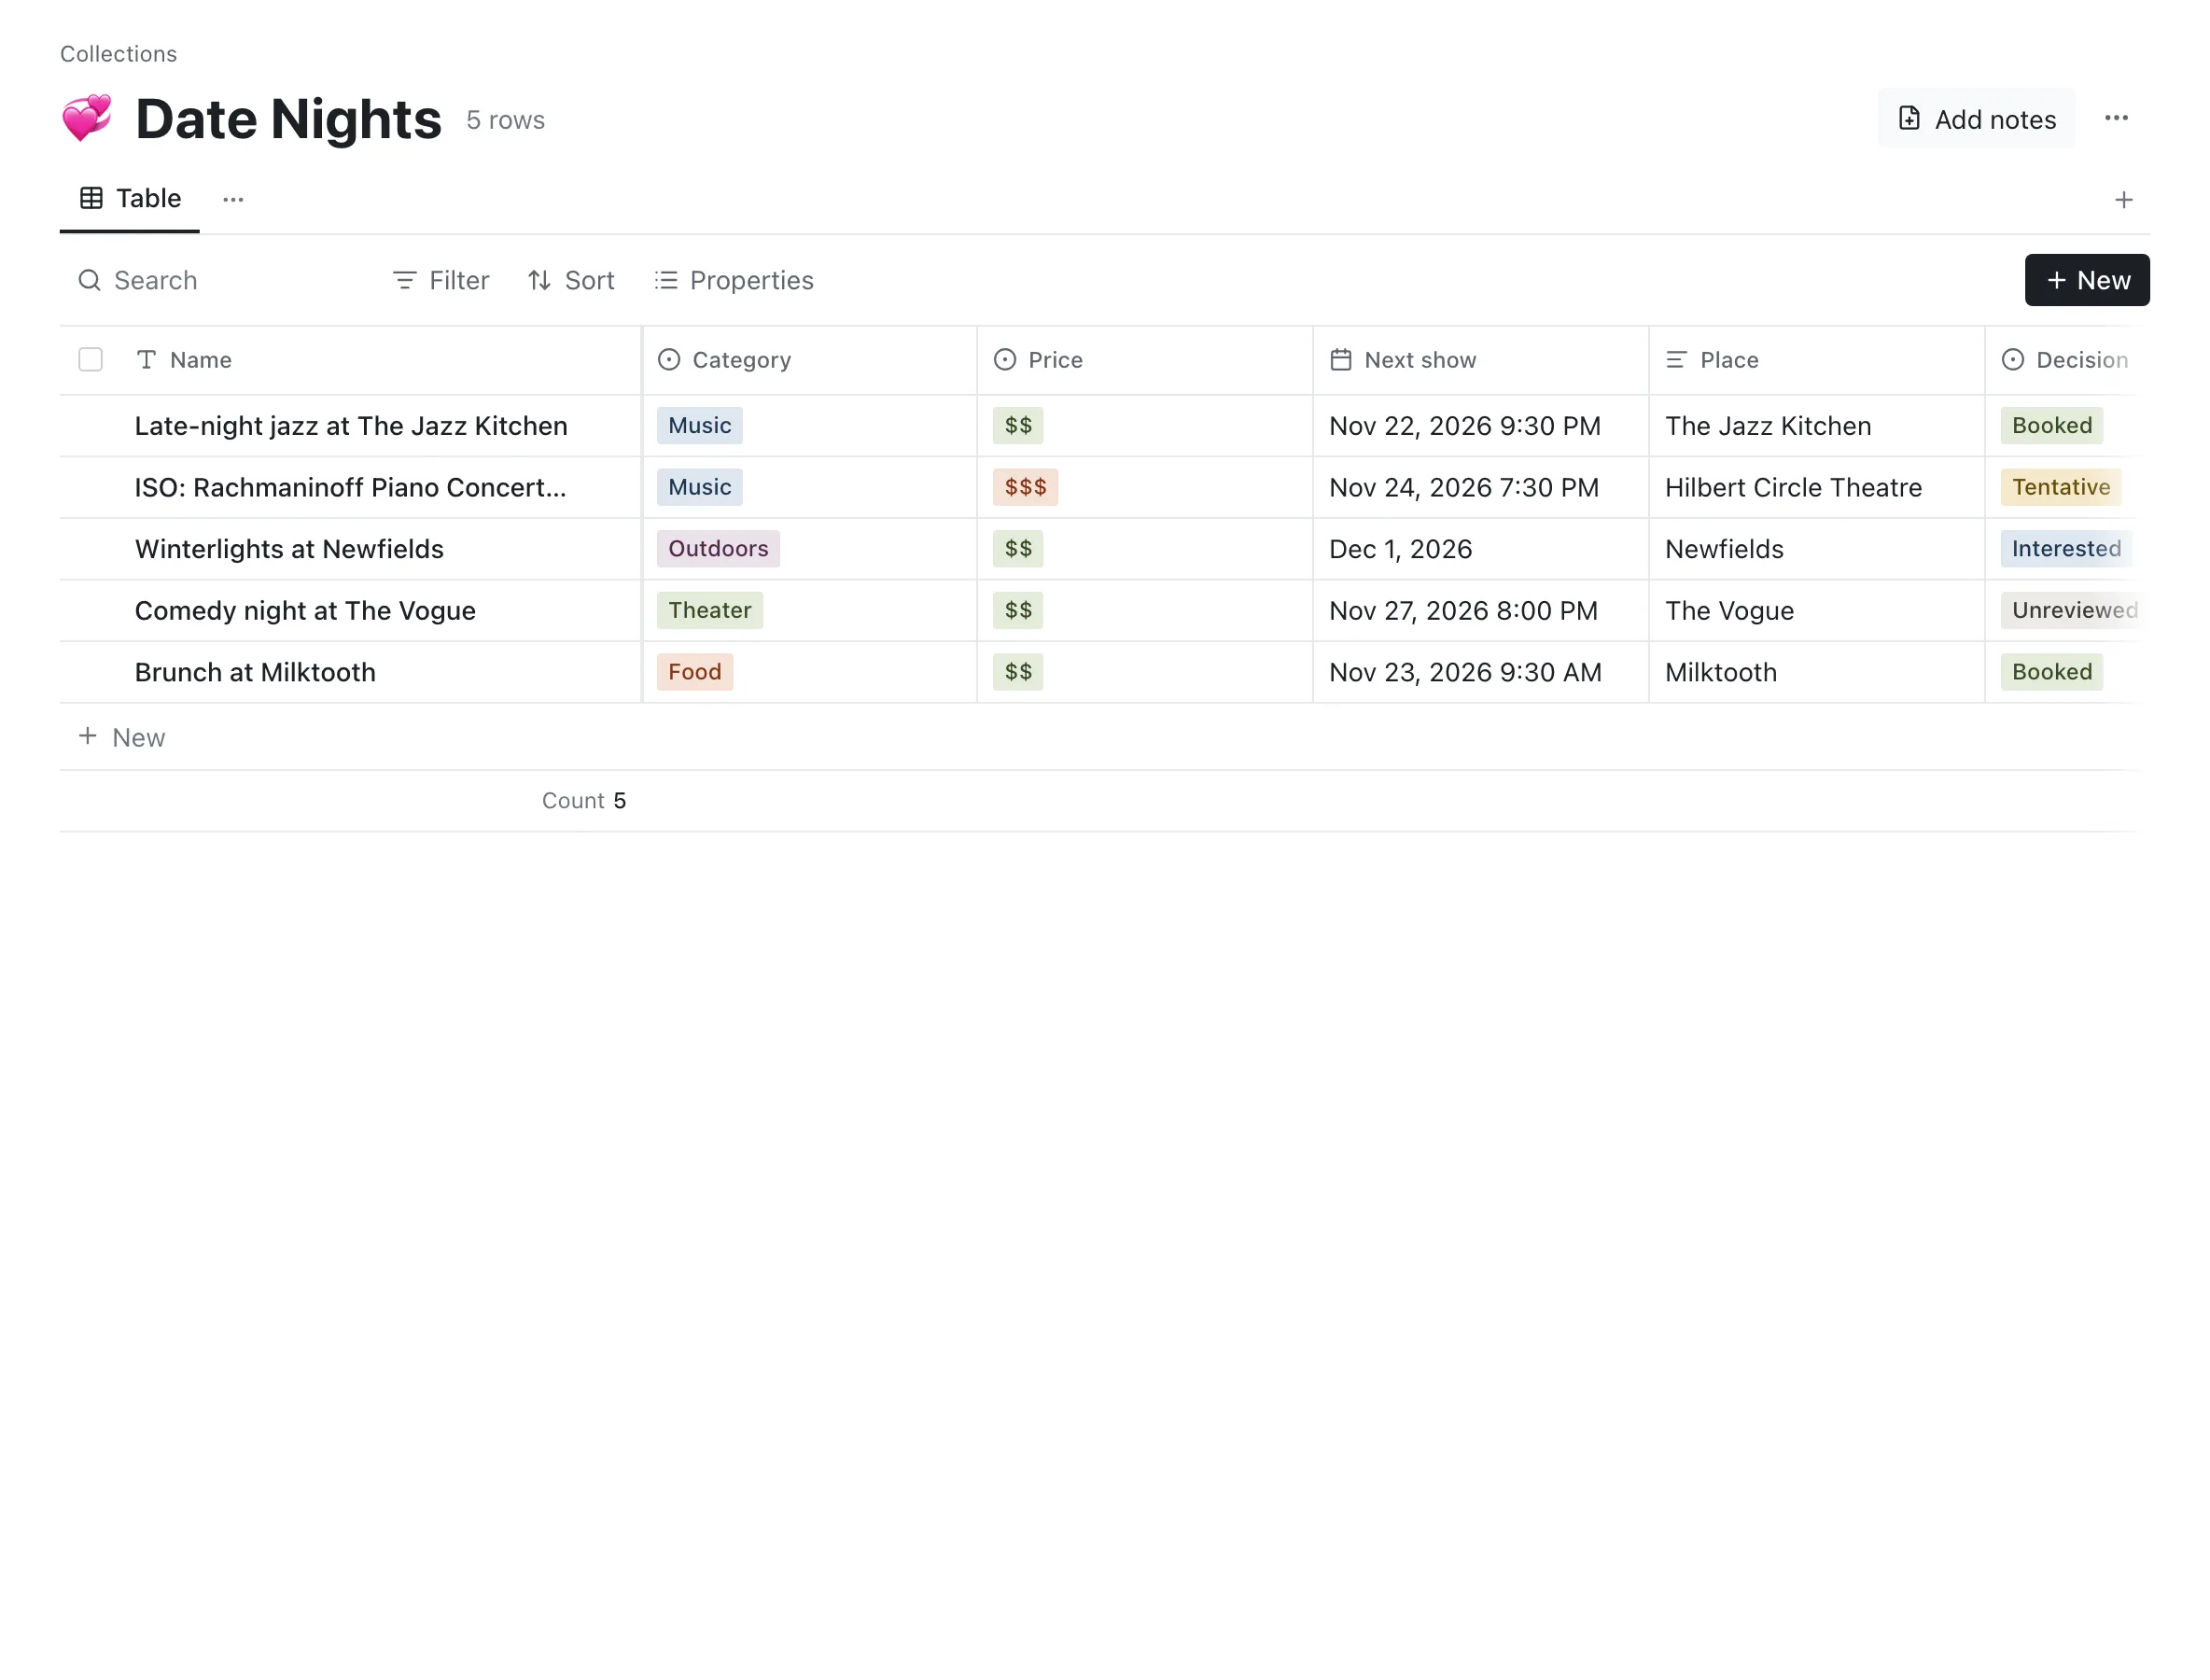 Collections
Date Nights 5 rows
Add notes
Table
Search Filter Sort Properties
New
Name Category Price Next show Place Decision
Late-night jazz at The Jazz Kitchen Music $$ Nov 22, 2026 9:30 PM The Jazz Kitchen Booked
ISO: Rachmaninoff Piano Concert... Music $$$ Nov 24, 2026 7:30 PM Hilbert Circle Theatre Tentative
Winterlights at Newfields Outdoors $$ Dec 1, 2026 Newfields Interested
Comedy night at The Vogue Theater $$ Nov 27, 2026 8:00 PM The Vogue Unreviewed
Brunch at Milktooth Food $$ Nov 23, 2026 9:30 AM Milktooth Booked
New
Count 5